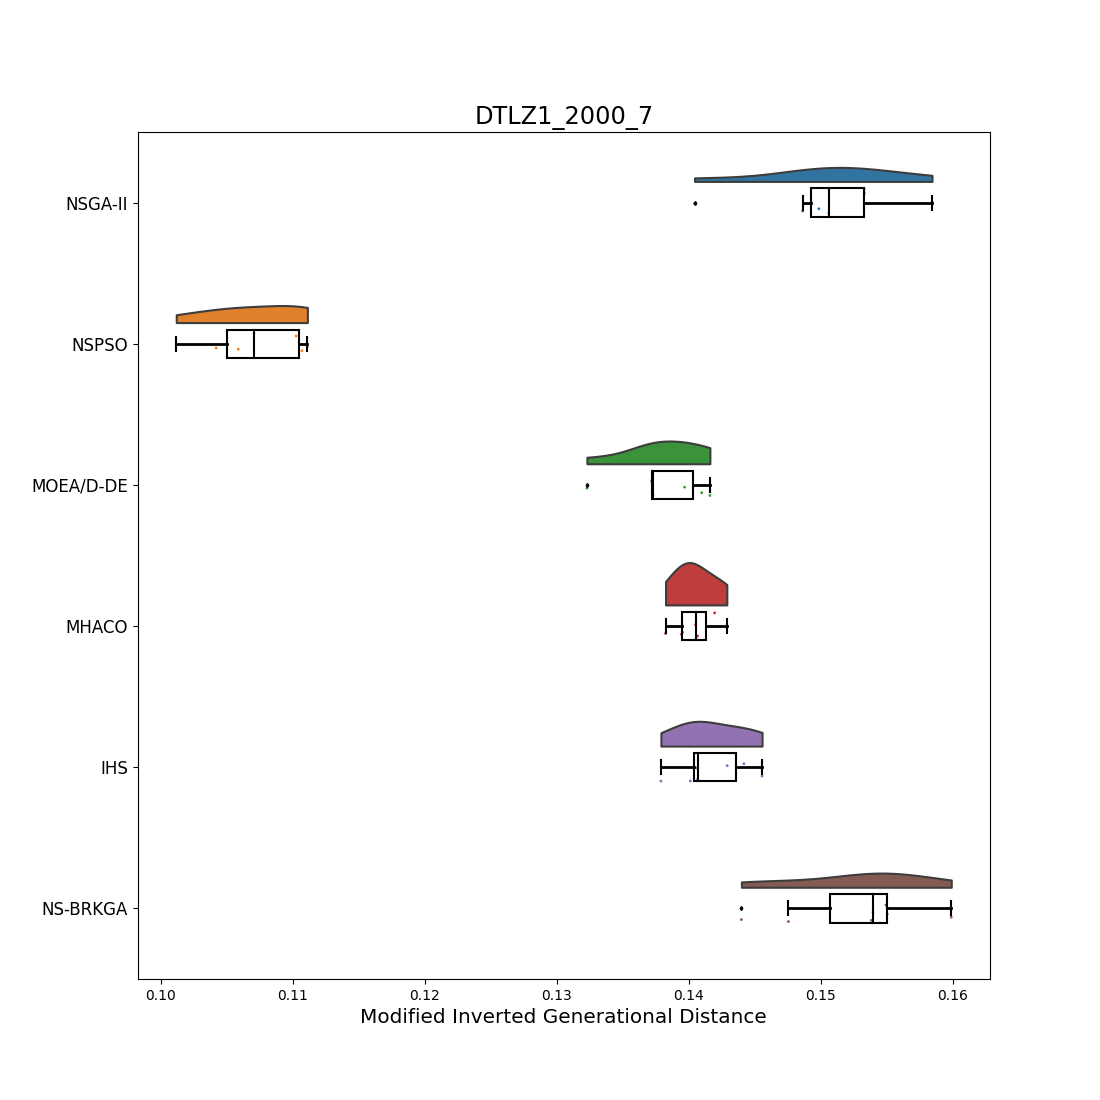 DTLZ1_2000_7
NSGA-II
NSPSO
MOEA/D-DE
MHACO
IHS
NS-BRKGA
0.10 0.11 0.12 0.13 0.14 0.15 0.16
Modified Inverted Generational Distance